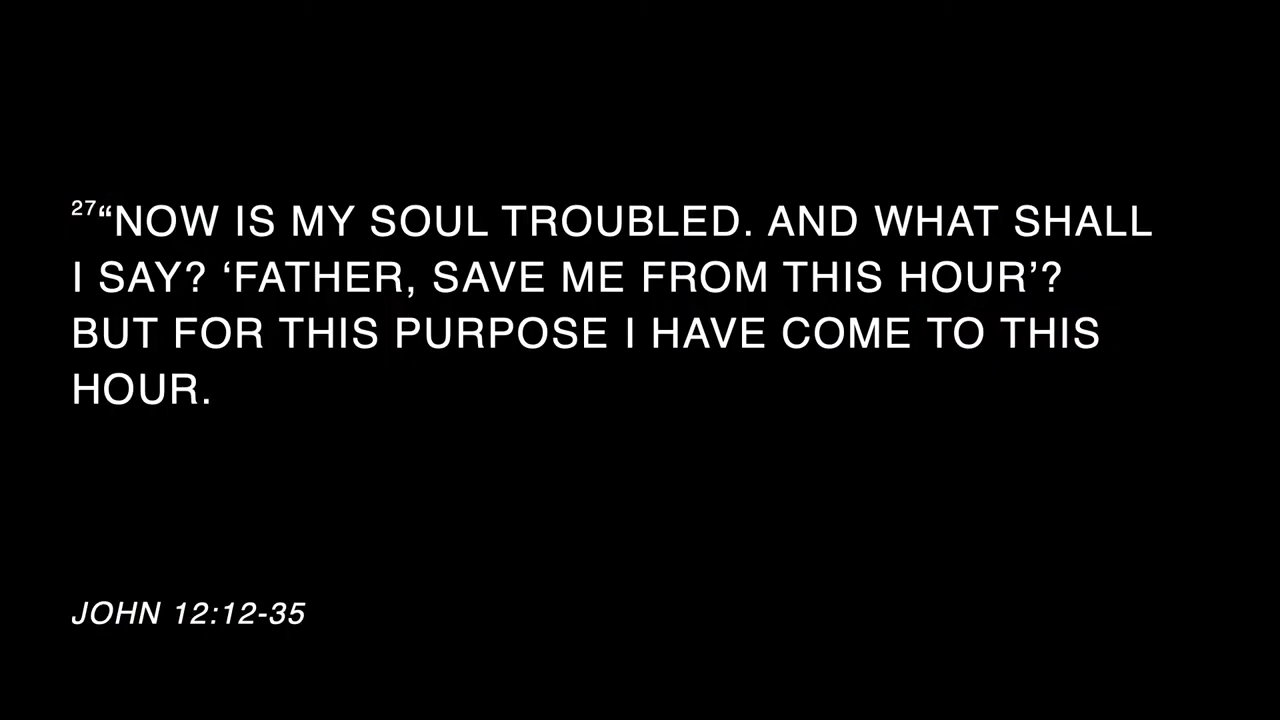 ²⁷“NOW IS MY SOUL TROUBLED. AND WHAT SHALL
I SAY? ‘FATHER, SAVE ME FROM THIS HOUR’?
BUT FOR THIS PURPOSE I HAVE COME TO THIS
HOUR.
JOHN 12:12-35